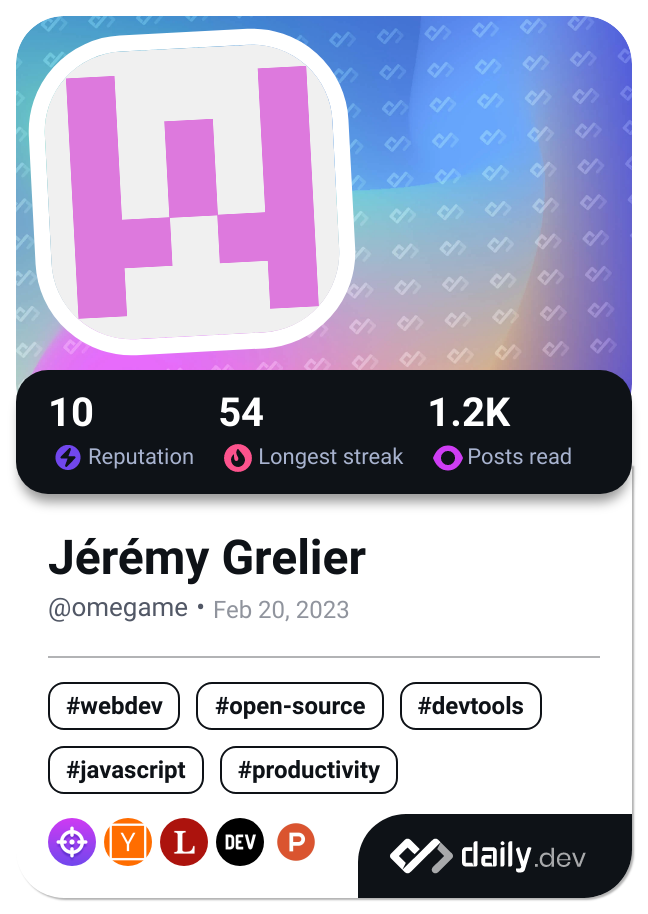 10 54 1.2K
Reputation Longest streak Posts read
Jérémy Grelier
@omegame • Feb 20, 2023
#webdev #open-source #devtools
#javascript #productivity
Y L DEV P
daily.dev